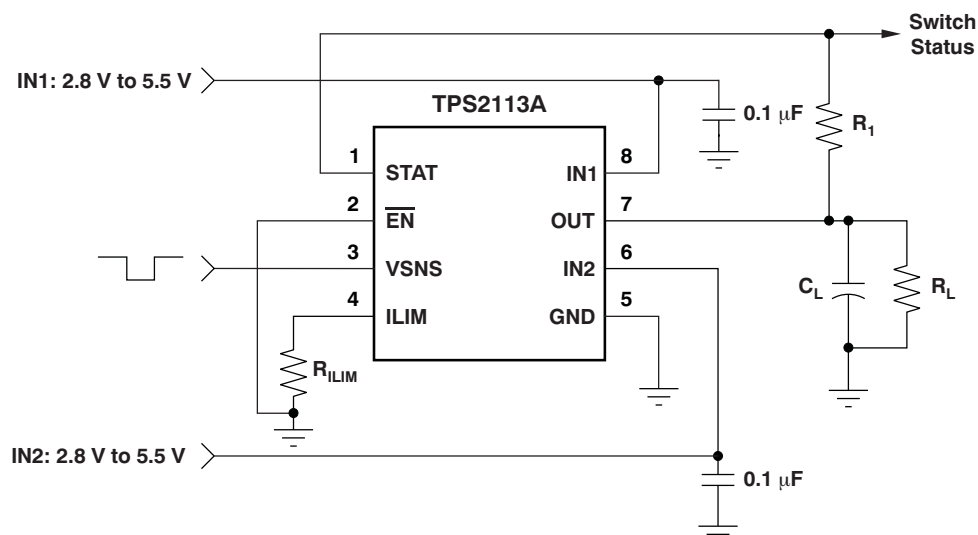 Switch
Status
IN1: 2.8 V to 5.5 V
TPS2113A
0.1 μF
R1
1
STAT
IN1
8
2
EN
OUT
7
3
VSNS
IN2
6
4
ILIM
GND
5
CL
RL
RILIM
IN2: 2.8 V to 5.5 V
0.1 μF